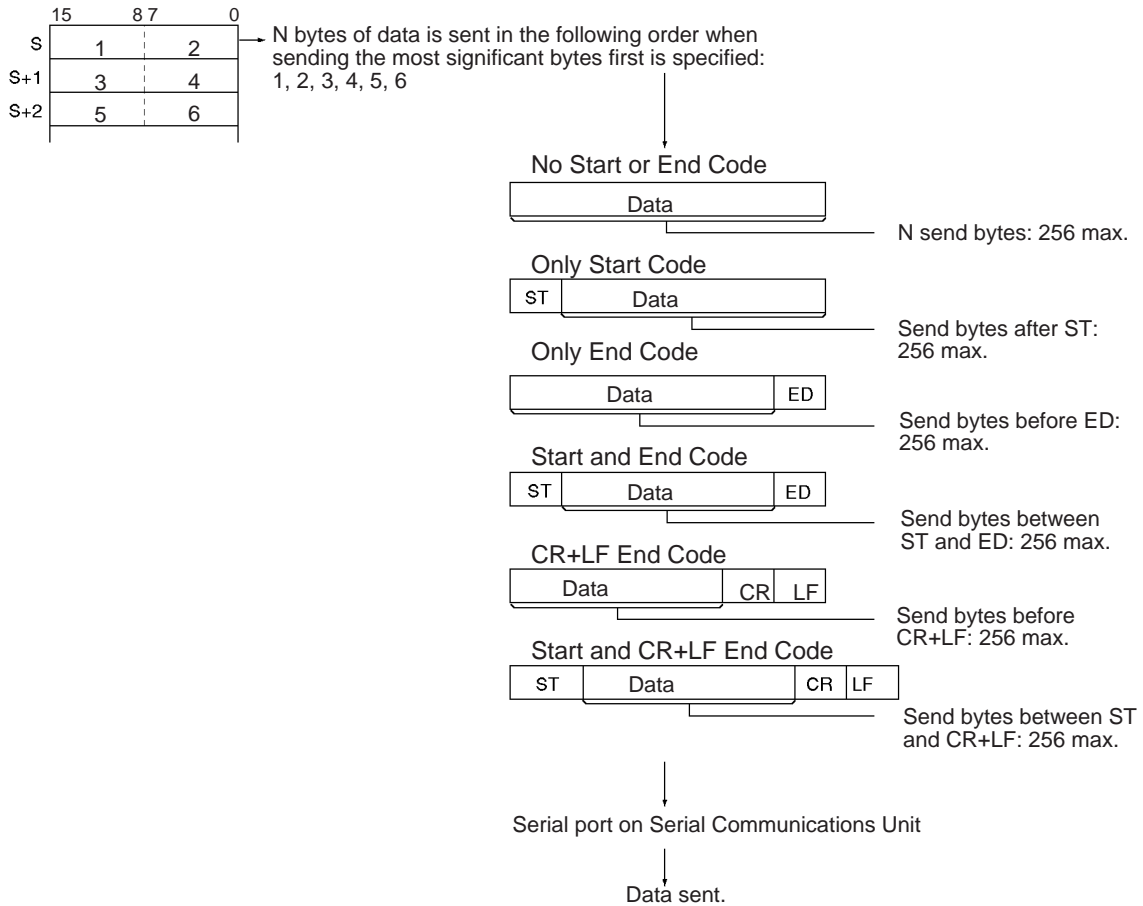 15 8 7 0
S 1 2
S+1 3 4
S+2 5 6
N bytes of data is sent in the following order when
sending the most significant bytes first is specified:
1, 2, 3, 4, 5, 6
No Start or End Code
Data
N send bytes: 256 max.
Only Start Code
ST Data
Send bytes after ST:
256 max.
Only End Code
Data ED
Send bytes before ED:
256 max.
Start and End Code
ST Data ED
Send bytes between
ST and ED: 256 max.
CR+LF End Code
Data CR LF
Send bytes before
CR+LF: 256 max.
Start and CR+LF End Code
ST Data CR LF
Send bytes between ST
and CR+LF: 256 max.
Serial port on Serial Communications Unit
Data sent.